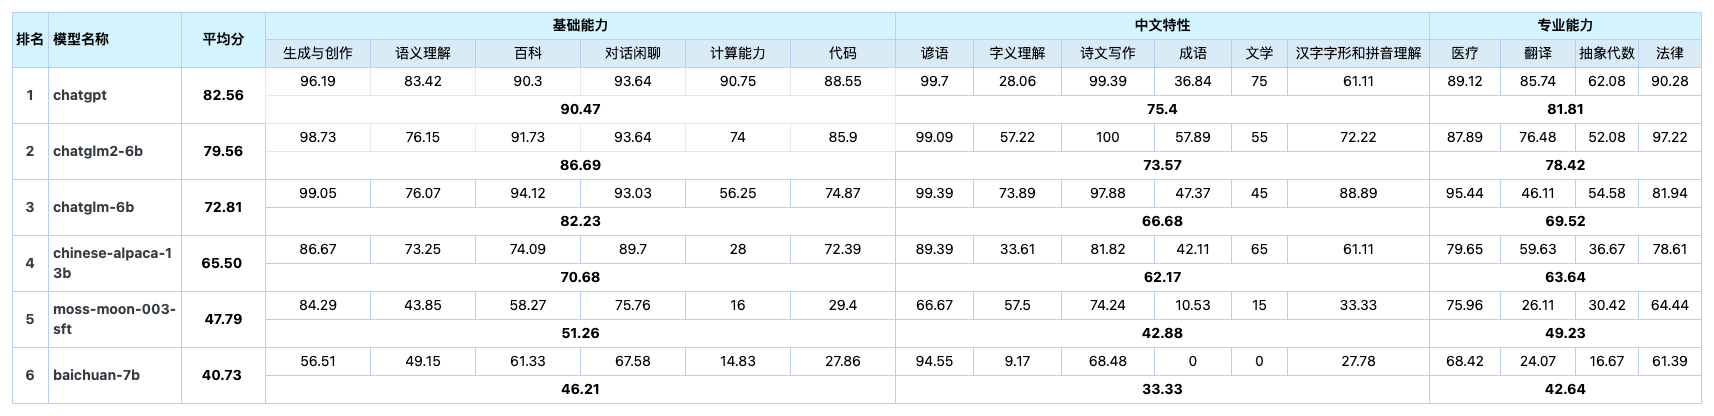 排名 模型名称 平均分 基础能力 中文特性 专业能力
生成与创作 语义理解 百科 对话闲聊 计算能力 代码 谚语 字义理解 诗文写作 成语 文学 汉字字形和拼音理解 医疗 翻译 抽象代数 法律
1 chatgpt 82.56 96.19 83.42 90.3 93.64 90.75 88.55 99.7 28.06 99.39 36.84 75 61.11 89.12 85.74 62.08 90.28
90.47 75.4 81.81
2 chatglm2-6b 79.56 98.73 76.15 91.73 93.64 74 85.9 99.09 57.22 100 57.89 55 72.22 87.89 76.48 52.08 97.22
86.69 73.57 78.42
3 chatglm-6b 72.81 99.05 76.07 94.12 93.03 56.25 74.87 99.39 73.89 97.88 47.37 45 88.89 95.44 46.11 54.58 81.94
82.23 66.68 69.52
4 chinese-alpaca-1 65.50 86.67 73.25 74.09 89.7 28 72.39 89.39 33.61 81.82 42.11 65 61.11 79.65 59.63 36.67 78.61
3b 70.68 62.17 63.64
5 moss-moon-003- 47.79 84.29 43.85 58.27 75.76 16 29.4 66.67 57.5 74.24 10.53 15 33.33 75.96 26.11 30.42 64.44
sft 51.26 42.88 49.23
6 baichuan-7b 40.73 56.51 49.15 61.33 67.58 14.83 27.86 94.55 9.17 68.48 0 0 27.78 68.42 24.07 16.67 61.39
46.21 33.33 42.64